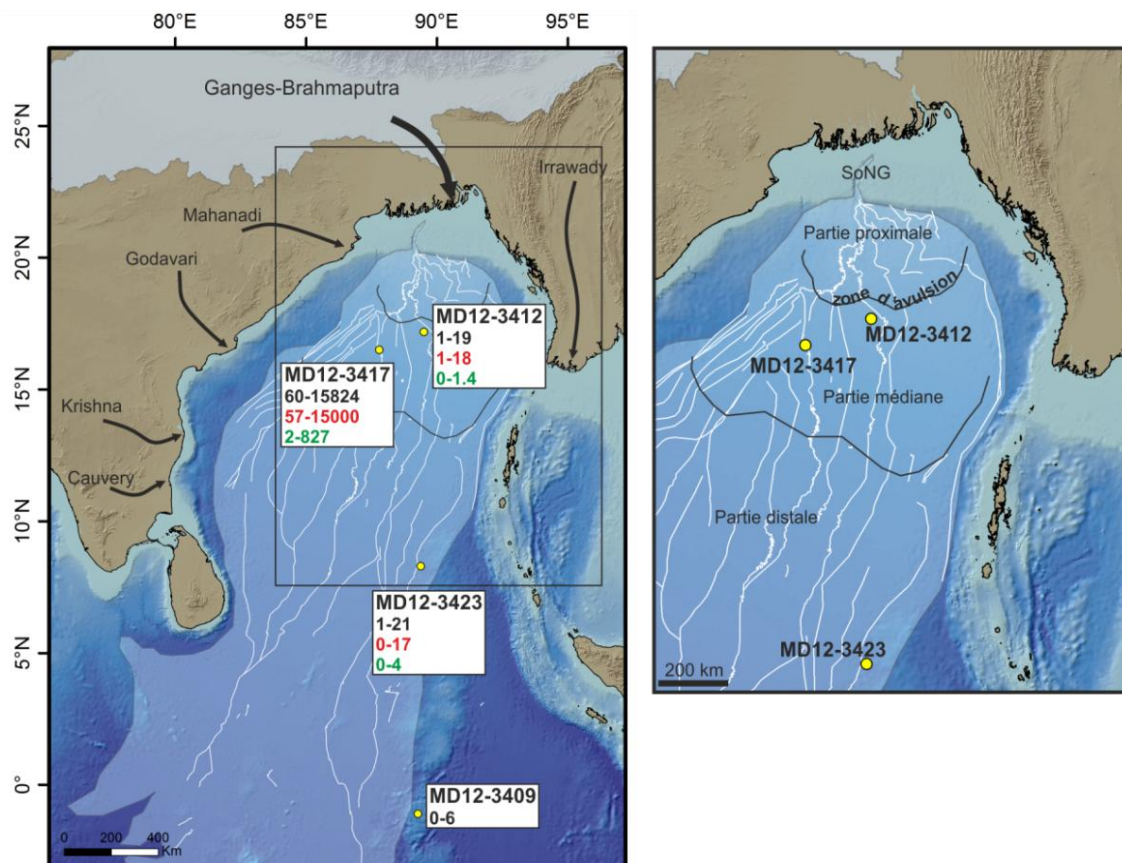 80°E
85°E
90°E
95°E
25°N
20°N
15°N
10°N
5°N
0°
Ganges-Brahmaputra
Irrawady
Mahanadi
Godavari
Krishna
Cauvery
MD12-3412
1-19
1-18
0-1.4
MD12-3417
60-15824
57-15000
2-827
MD12-3423
1-21
0-17
0-4
MD12-3409
0-6
0 200 400
Km
SoNG
Partie proximale
zone d'avulsion
MD12-3412
MD12-3417
Partie médiane
Partie distale
MD12-3423
200 km